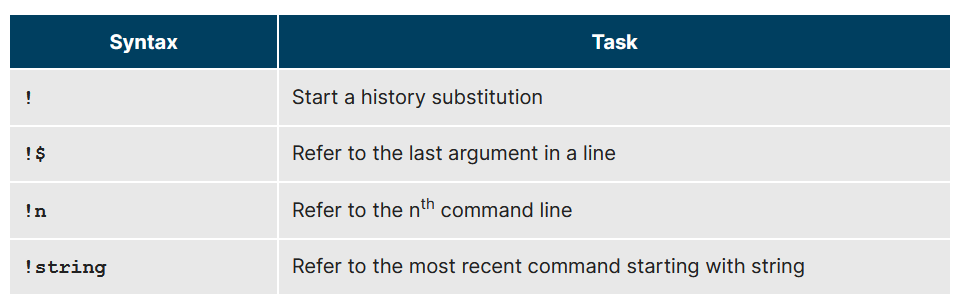 Syntax Task
! Start a history substitution
!$ Refer to the last argument in a line
!n Refer to the nth command line
!string Refer to the most recent command starting with string